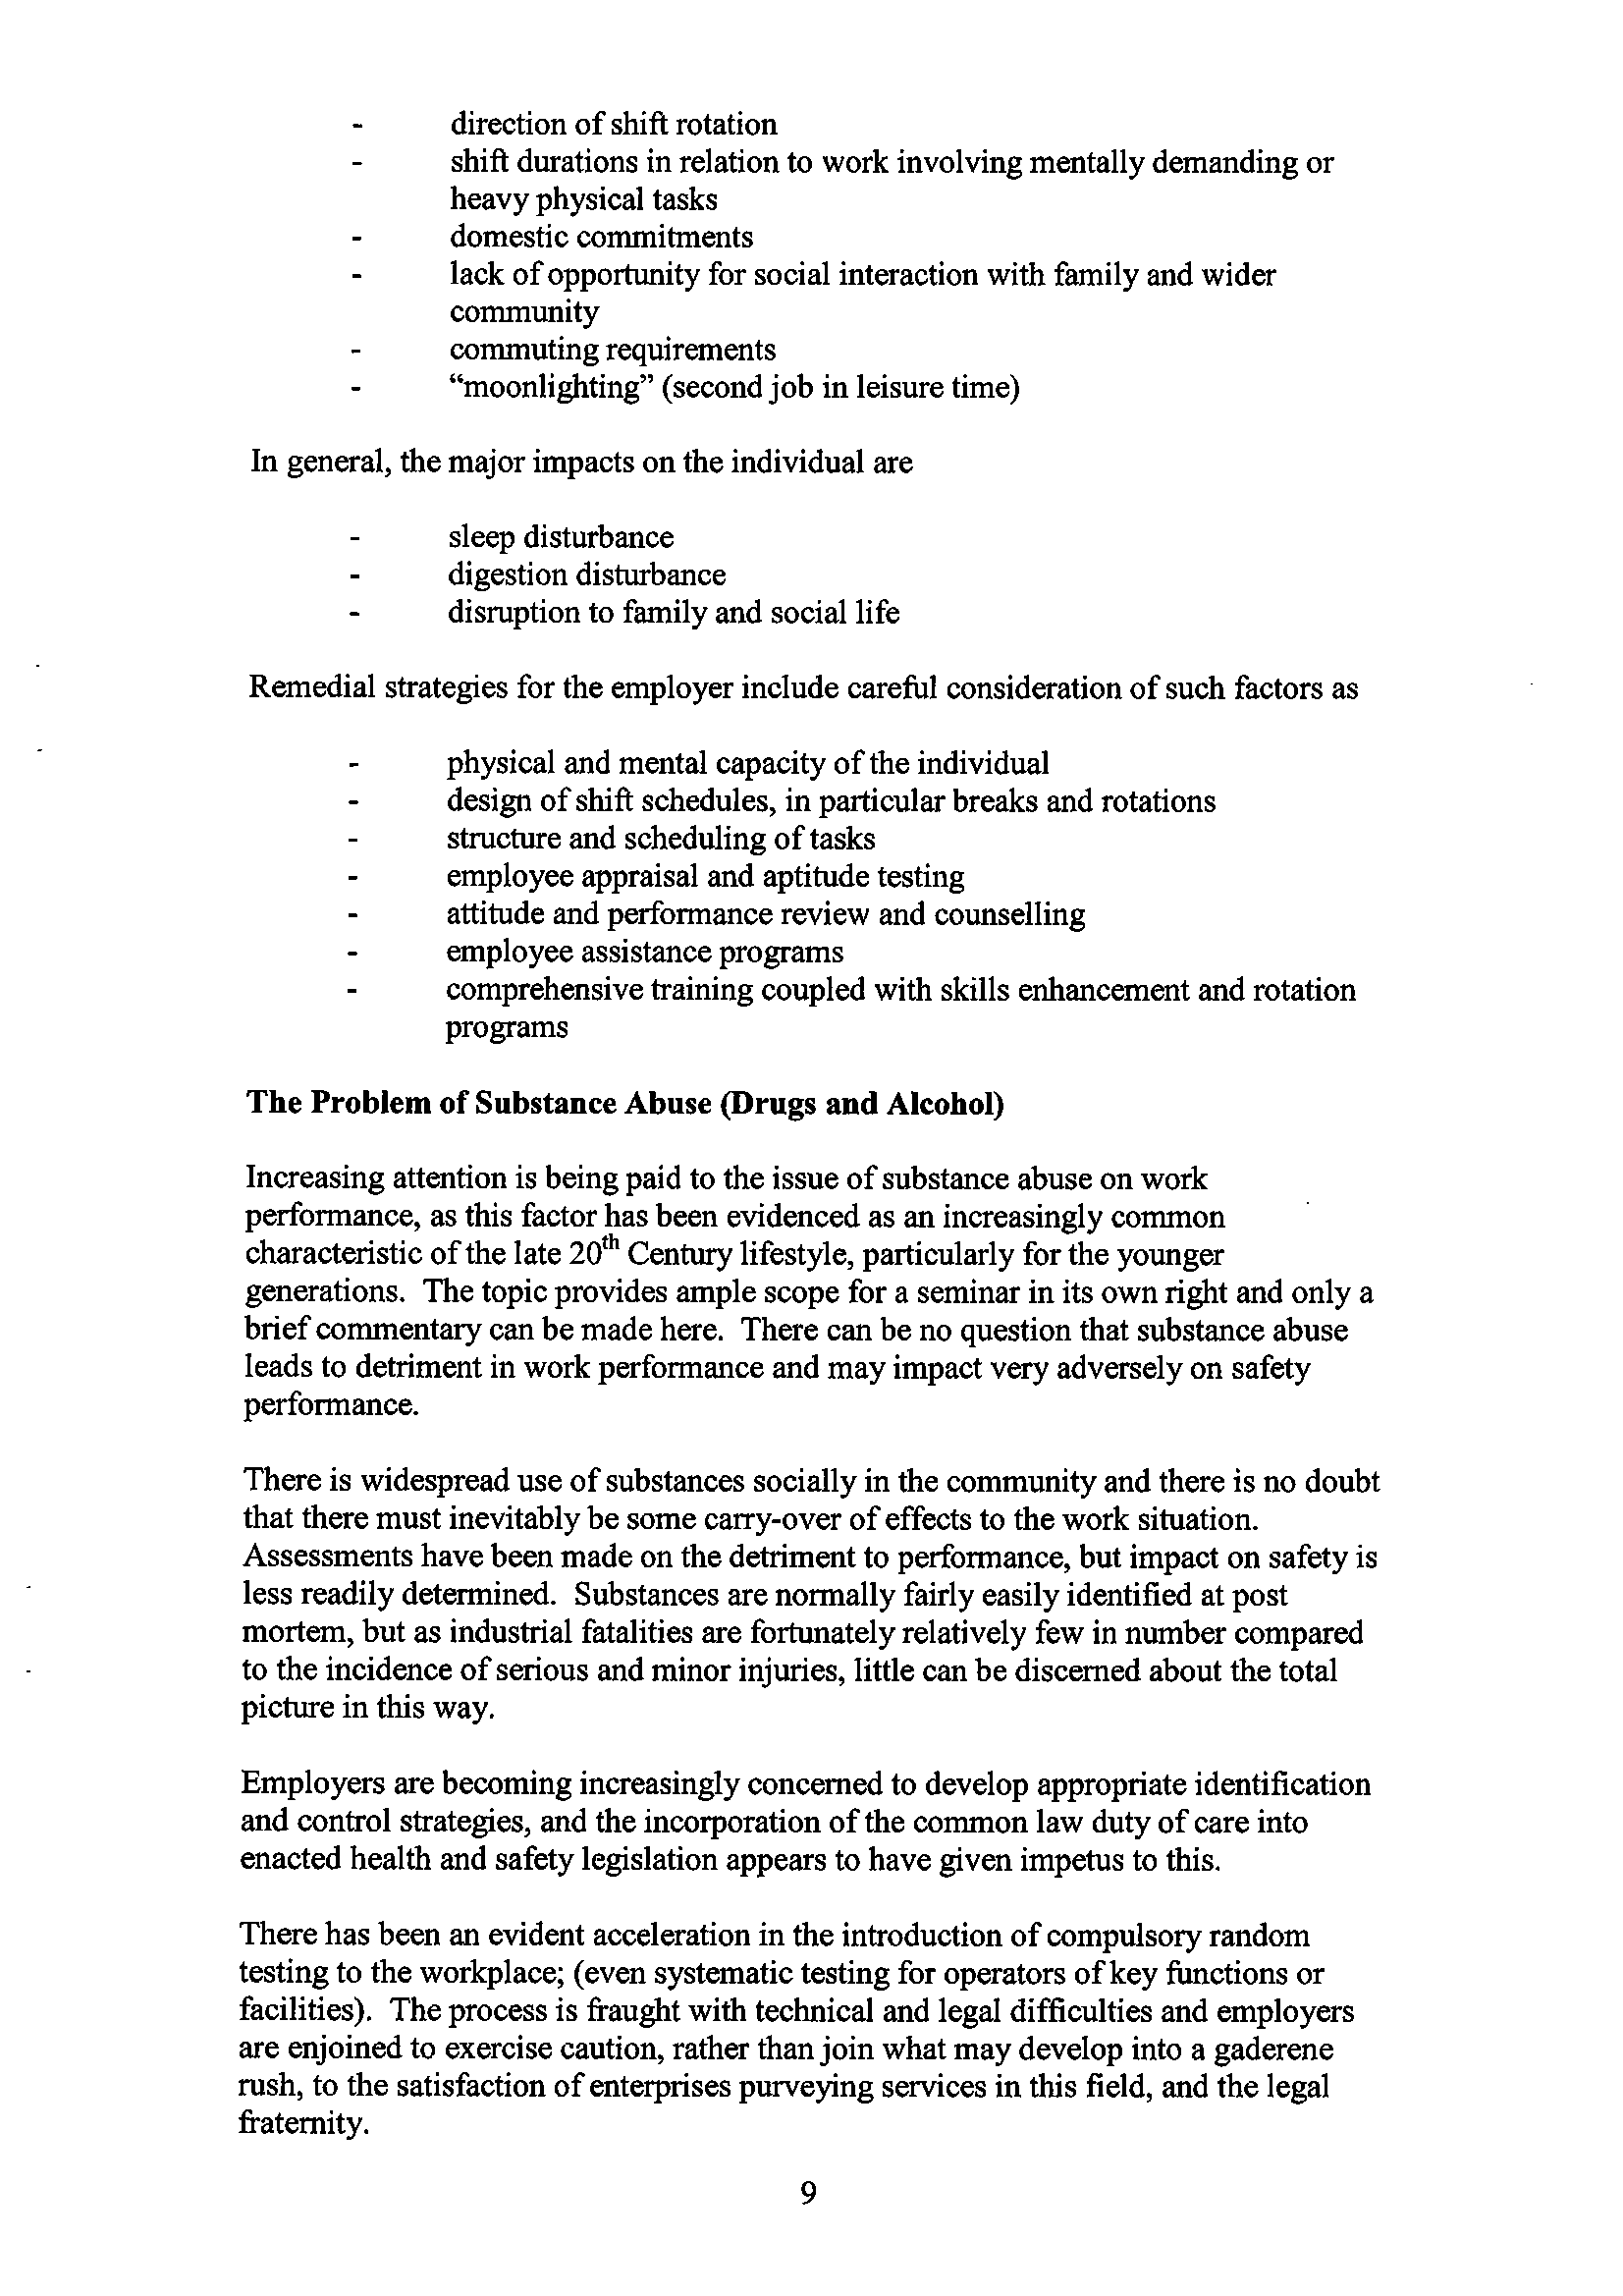 - direction of shift rotation
- shift durations in relation to work involving mentally demanding or
heavy physical tasks
- domestic commitments
- lack of opportunity for social interaction with family and wider
community
- commuting requirements
- “moonlighting” (second job in leisure time)
In general, the major impacts on the individual are
- sleep disturbance
- digestion disturbance
- disruption to family and social life
Remedial strategies for the employer include careful consideration of such factors as
- physical and mental capacity of the individual
- design of shift schedules, in particular breaks and rotations
- structure and scheduling of tasks
- employee appraisal and aptitude testing
- attitude and performance review and counselling
- employee assistance programs
- comprehensive training coupled with skills enhancement and rotation
programs
The Problem of Substance Abuse (Drugs and Alcohol)
Increasing attention is being paid to the issue of substance abuse on work
performance, as this factor has been evidenced as an increasingly common
characteristic of the late 20th Century lifestyle, particularly for the younger
generations. The topic provides ample scope for a seminar in its own right and only a
brief commentary can be made here. There can be no question that substance abuse
leads to detriment in work performance and may impact very adversely on safety
performance.
There is widespread use of substances socially in the community and there is no doubt
that there must inevitably be some carry-over of effects to the work situation.
Assessments have been made on the detriment to performance, but impact on safety is
less readily determined. Substances are normally fairly easily identified at post
mortem, but as industrial fatalities are fortunately relatively few in number compared
to the incidence of serious and minor injuries, little can be discerned about the total
picture in this way.
Employers are becoming increasingly concerned to develop appropriate identification
and control strategies, and the incorporation of the common law duty of care into
enacted health and safety legislation appears to have given impetus to this.
There has been an evident acceleration in the introduction of compulsory random
testing to the workplace; (even systematic testing for operators of key functions or
facilities). The process is fraught with technical and legal difficulties and employers
are enjoined to exercise caution, rather than join what may develop into a gaderene
rush, to the satisfaction of enterprises purveying services in this field, and the legal
fraternity.
9